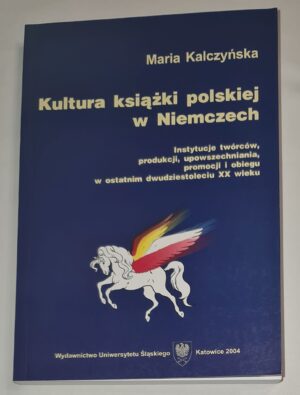 Maria Kalczyńska
Kultura książki polskiej
w Niemczech
Instytucje twórców,
produkcji, upowszechniania,
promocji i obiegu
w ostatnim dwudziestoleciu XX wieku
Wydawnictwo Uniwersytetu Śląskiego Katowice 2004